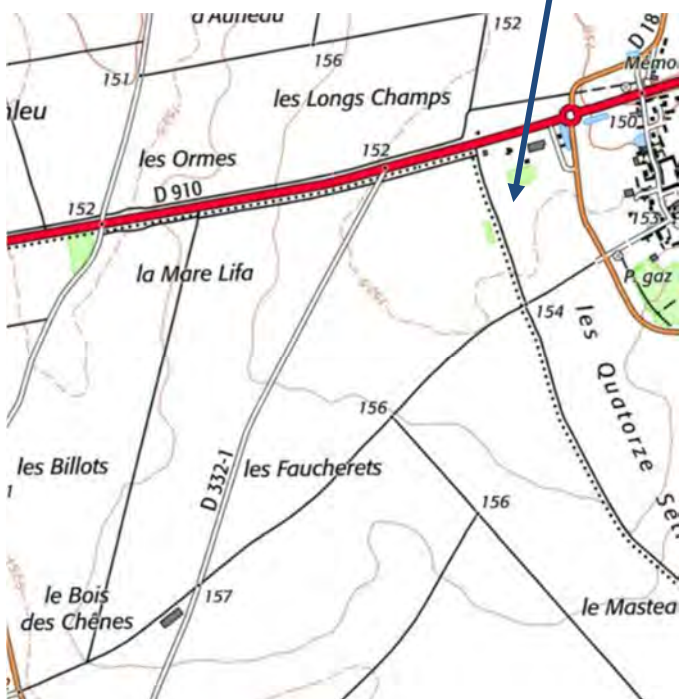 d'Auneau
152
D 18
151
156
Mémo
les Longs Champs
nleu
150
les Ormes
152
D 910
152
153
la Mare Lifa
P. gaz
154
les Quatorze Set
156
les Billots
D 332-1
les Faucherets
156
le Bois
des Chênes
157
le Mastea